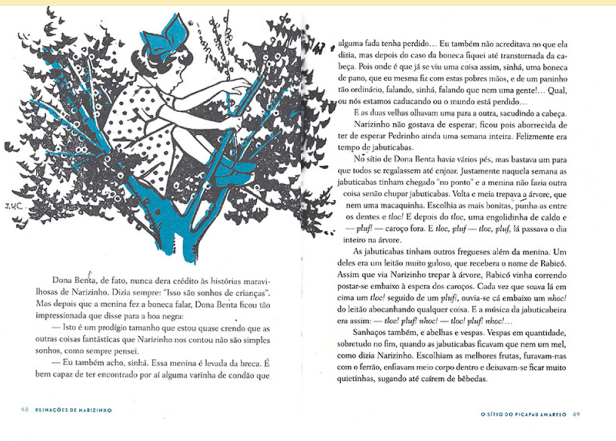 J.U.C.
Dona Benta, de fato, nunca dera crédito às histórias maravi-
lhosas de Narizinho. Dizia sempre: "Isso são sonhos de crianças".
Mas depois que a menina fez a boneca falar, Dona Benta ficou tão
impressionada que disse para a boa negra:
— Isto é um prodígio tamanho que estou quase crendo que as
outras coisas fantásticas que Narizinho nos contou não são simples
sonhos, como sempre pensei.
— Eu também acho, sinhá. Essa menina é levada da breca. É
bem capaz de ter encontrado por aí alguma varinha de condão que
48 REINAÇÕES DE NARIZINHO
alguma fada tenha perdido... Eu também não acreditava no que ela
dizia, mas depois do caso da boneca fiquei até transtornada da ca-
beça. Pois onde é que já se viu uma coisa assim, sinhá, uma boneca
de pano, que eu mesma fiz com estas pobres mãos, e de um paninho
tão ordinário, falando, sinhá, falando que nem uma gente!... Qual,
ou nós estamos caducando ou o mundo está perdido...
E as duas velhas olhavam uma para a outra, sacudindo a cabeça.
Narizinho não gostava de esperar; ficou pois aborrecida de
ter de esperar Pedrinho ainda uma semana inteira. Felizmente era
tempo de jabuticabas.
No sítio de Dona Benta havia vários pés, mas bastava um para
que todos se regalassem até enjoar. Justamente naquela semana as
jabuticabas tinham chegado "no ponto" e a menina não fazia outra
coisa senão chupar jabuticabas. Volta e meia trepava à árvore, que
nem uma macaquinha. Escolhia as mais bonitas, punha-as entre
os dentes e tloc! E depois do tloc, uma engolidinha de caldo e
— pluf! — caroço fora. E tloc, pluf — tloc, pluf, lá passava o dia
inteiro na árvore.
As jabuticabas tinham outros fregueses além da menina. Um
deles era um leitão muito guloso, que recebera o nome de Rabicó.
Assim que via Narizinho trepar à árvore, Rabicó vinha correndo
postar-se embaixo à espera dos caroços. Cada vez que soava lá em
cima um tloc! seguido de um pluf!, ouvia-se cá embaixo um nhoc!
do leitão abocanhando qualquer coisa. E a música da jabuticabeira
era assim: — tloc! pluf! nhoc! — tloc! pluf! nhoc!...
Sanhaços também, e abelhas e vespas. Vespas em quantidade,
sobretudo no fim, quando as jabuticabas ficavam que nem um mel,
como dizia Narizinho. Escolhiam as melhores frutas, furavam-nas
com o ferrão, enfiavam meio corpo dentro e deixavam-se ficar muito
quietinhas, sugando até caírem de bêbedas.
O SÍTIO DO PICAPAU AMARELO 49